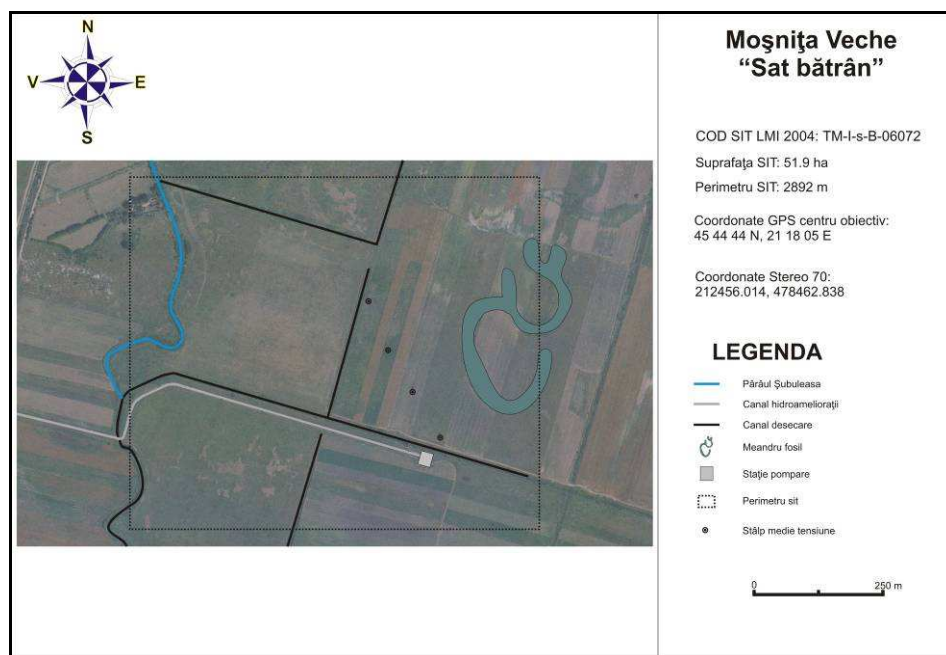 N
V
E
S
Moşniţa Veche
“Sat bătrân”
COD SIT LMI 2004: TM-I-s-B-06072
Suprafaţa SIT: 51.9 ha
Perimetru SIT: 2892 m
Coordonate GPS centru obiectiv:
45 44 44 N, 21 18 05 E
Coordonate Stereo 70:
212456.014, 478462.838
LEGENDA
Pârâul Şubuleasa
Canal hidroamelioraţii
Canal desecare
Meandru fosil
Staţie pompare
Perimetru sit
Stâlp medie tensiune
0
250 m